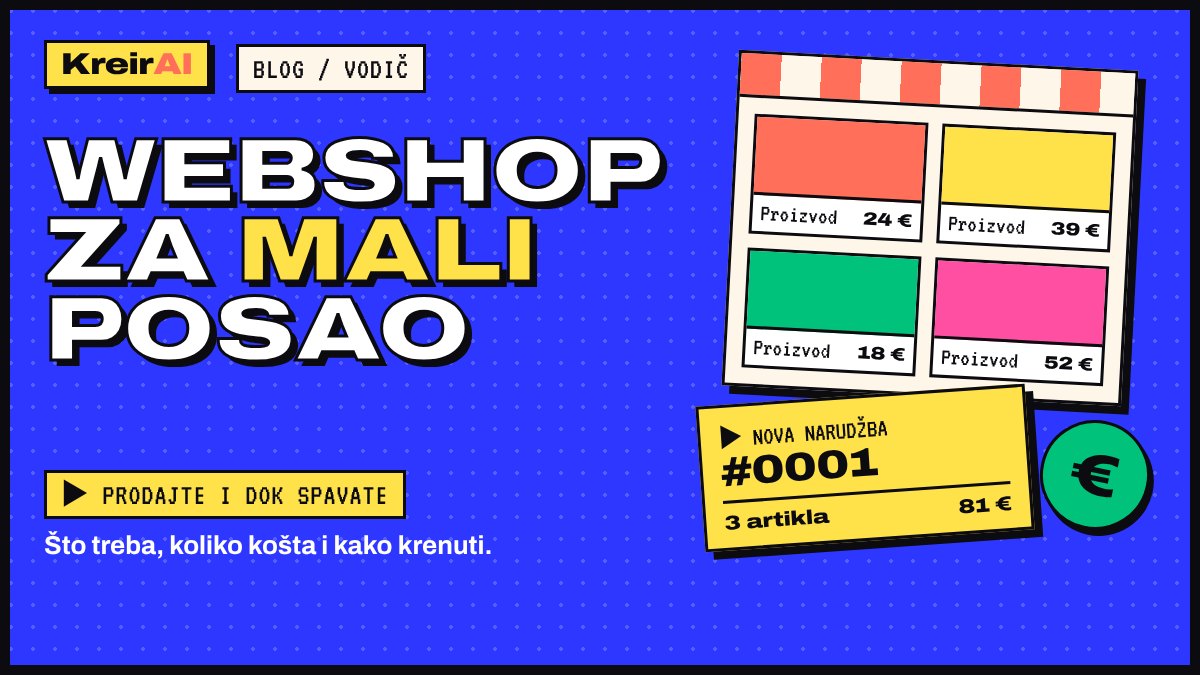 KreirAI
BLOG / VODIČ
WEBSHOP
ZA MALI
POSAO
▶ PRODAJTE I DOK SPAVATE
Što treba, koliko košta i kako krenuti.
Proizvod 24 €
Proizvod 39 €
Proizvod 18 €
Proizvod 52 €
▶ NOVA NARUDŽBA
#0001
3 artikla 81 €
€